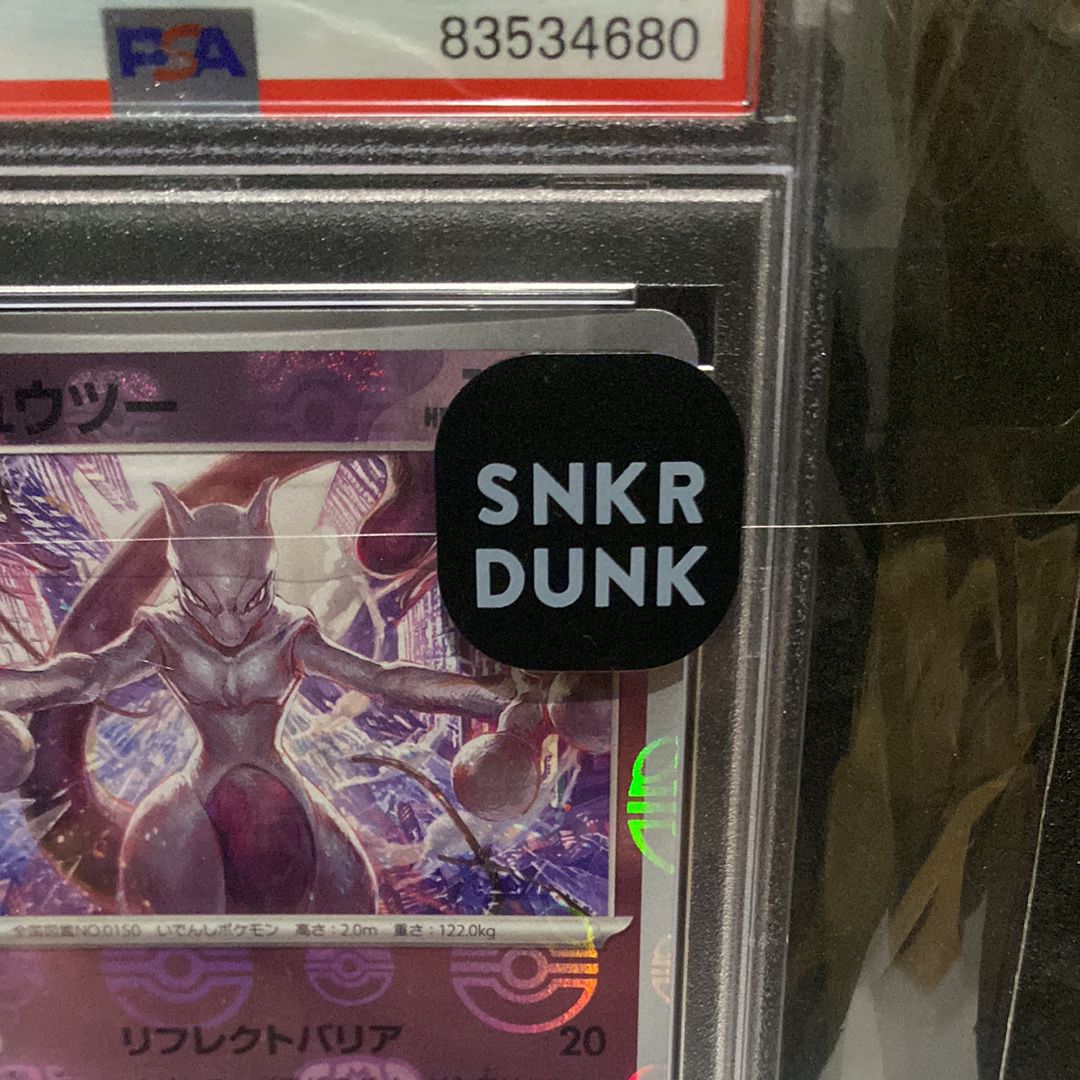 PSA
83534680
ュウツー
SNKR
DUNK
全国図鑑NO.0150 いでんしポケモン 高さ:2.0m 重さ:122.0kg
リフレクトバリア 20